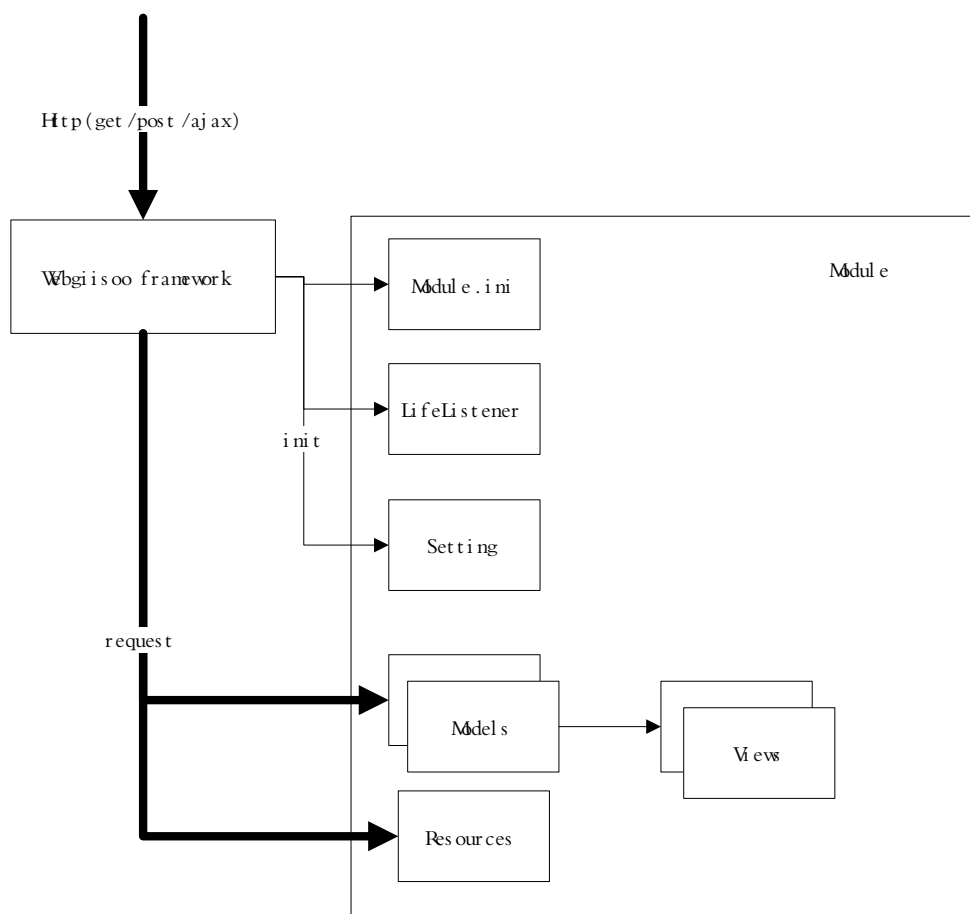 Http(get/post/ajax)
Webgiisoo framework
Module
Module.ini
LifeListener
init
Setting
request
Models
Views
Resources